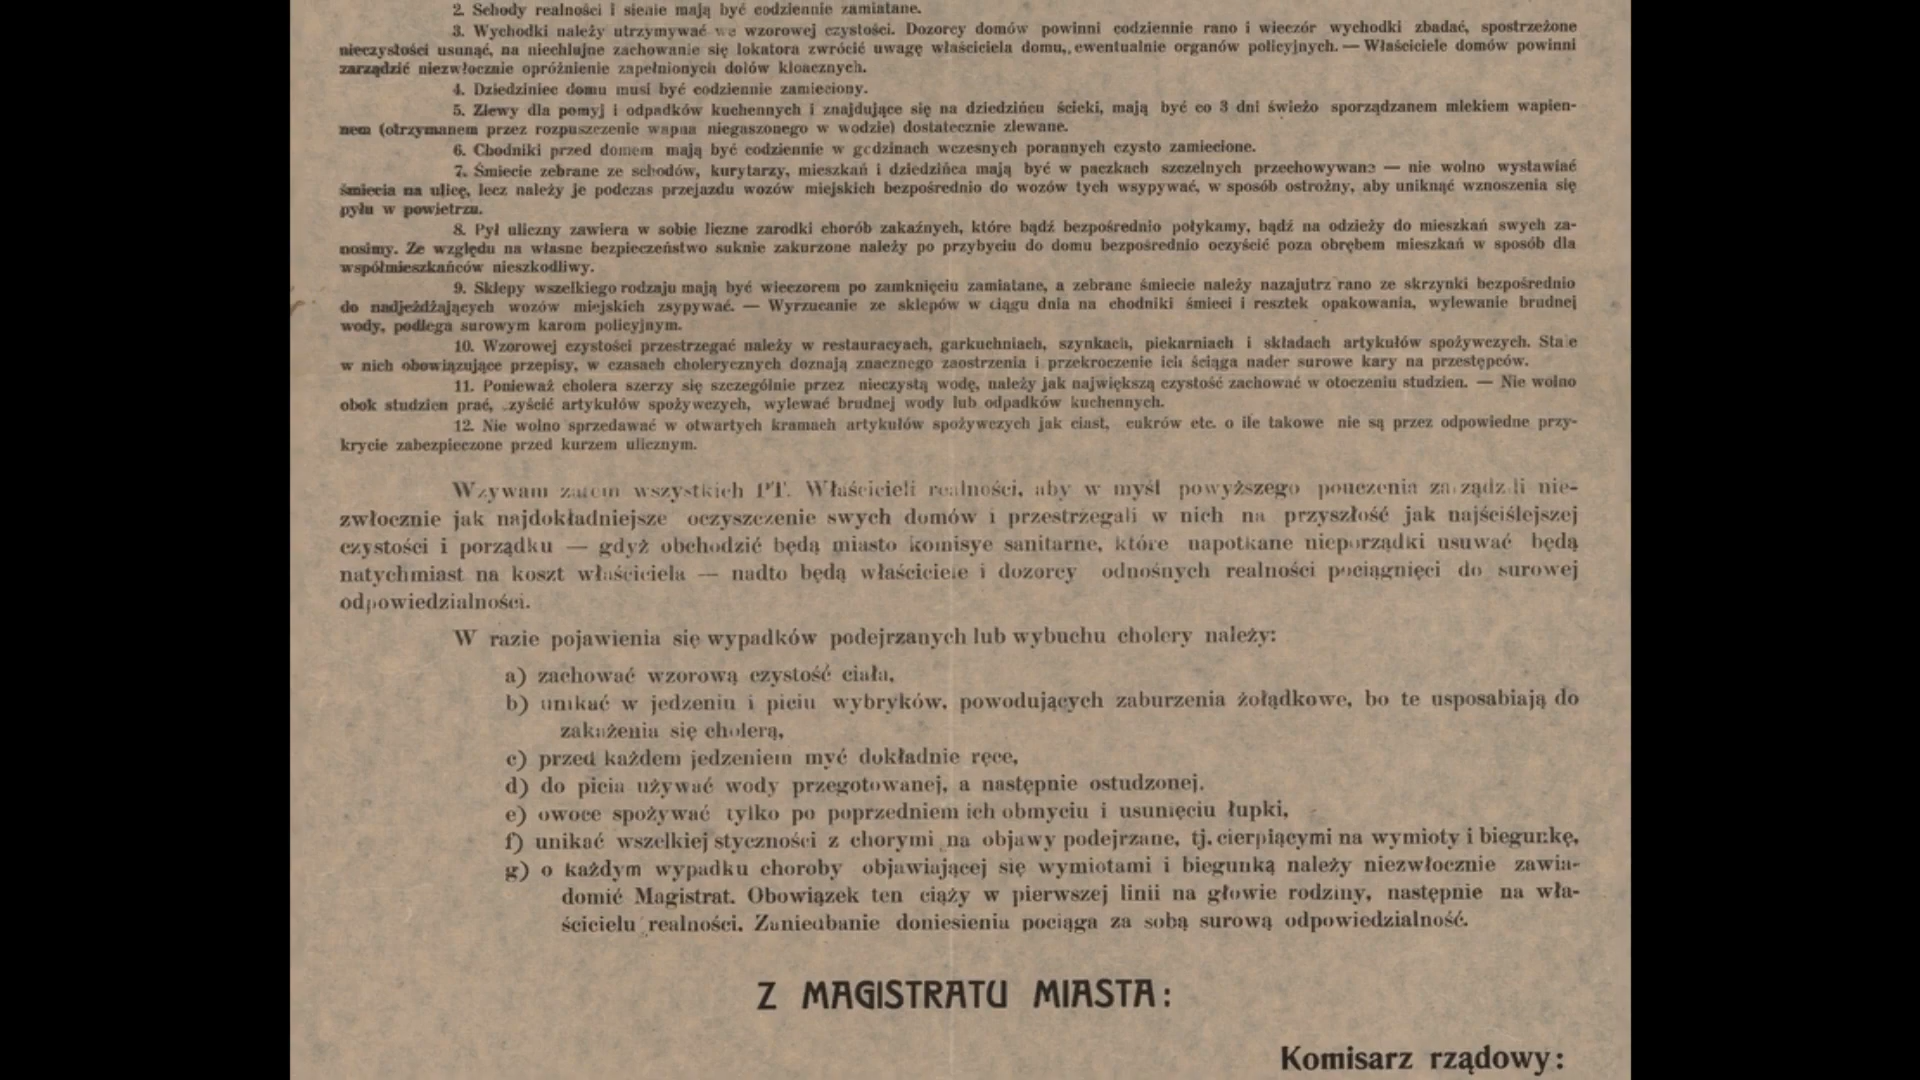 2. Schody realności i sienie mają być codziennie zamiatane.
3. Wychodki należy utrzymywać we wzorowej czystości. Dozorcy domów powinni codziennie rano i wieczór wychodki zbadać, spostrzeżone
nieczystości usunąć, na niechlujne zachowanie się lokatora zwrócić uwagę właściciela domu, ewentualnie organów policyjnych. — Właściciele domów powinni
zarządzić niezwłocznie opróżnienie zapełnionych dołów kloacznych.
4. Dziedziniec domu musi być codziennie zamieciony.
5. Zlewy dla pomyj i odpadków kuchennych i znajdujące się na dziedzińcu ścieki, mają być co 3 dni świeżo sporządzanem mlekiem wapien-
nem (otrzymanem przez rozpuszczenie wapna niegaszonego w wodzie) dostatecznie zlewane.
6. Chodniki przed domem mają być codziennie w godzinach wczesnych porannych czysto zamiecione.
7. Śmiecie zebrane ze schodów, kurytarzy, mieszkań i dziedzińca mają być w paczkach szczelnych przechowywane — nie wolno wystawiać
śmiecia na ulicę, lecz należy je podczas przejazdu wozów miejskich bezpośrednio do wozów tych wsypywać, w sposób ostrożny, aby uniknąć wznoszenia się
pyłu w powietrzu.
8. Pył uliczny zawiera w sobie liczne zarodki chorób zakaźnych, które bądź bezpośrednio połykamy, bądź na odzieży do mieszkań swych za-
nosimy. Ze względu na własne bezpieczeństwo suknie zakurzone należy po przybyciu do domu bezpośrednio oczyścić poza obrębem mieszkań w sposób dla
współmieszkańców nieszkodliwy.
9. Sklepy wszelkiego rodzaju mają być wieczorem po zamknięciu zamiatane, a zebrane śmiecie należy nazajutrz rano ze skrzynki bezpośrednio
do nadjeżdżających wozów miejskich zsypywać. — Wyrzucanie ze sklepów w ciągu dnia na chodniki śmieci i resztek opakowania, wylewanie brudnej
wody, podlega surowym karom policyjnym.
10. Wzorowej czystości przestrzegać należy w restauracyach, garkuchniach, szynkach, piekarniach i składach artykułów spożywczych. Stale
w nich obowiązujące przepisy, w czasach cholerycznych doznają znacznego zaostrzenia i przekroczenie ich ściąga nader surowe kary na przestępców.
11. Ponieważ cholera szerzy się szczególnie przez nieczystą wodę, należy jak największą czystość zachować w otoczeniu studzien. — Nie wolno
obok studzien prać, czyścić artykułów spożywczych, wylewać brudnej wody lub odpadków kuchennych.
12. Nie wolno sprzedawać w otwartych kramach artykułów spożywczych jak ciast, cukrów etc. o ile takowe nie są przez odpowiedne przy-
krycie zabezpieczone przed kurzem ulicznym.
Wzywam zatem wszystkich PT. Właścicieli realności, aby w myśl powyższego pouczenia zarządzili nie-
zwłocznie jak najdokładniejsze oczyszczenie swych domów i przestrzegali w nich na przyszłość jak najściślejszej
czystości i porządku — gdyż obchodzić będą miasto komisye sanitarne, które napotkane nieporządki usuwać będą
natychmiast na koszt właściciela — nadto będą właściciele i dozorcy odnośnych realności pociągnięci do surowej
odpowiedzialności.
W razie pojawienia się wypadków podejrzanych lub wybuchu cholery należy:
a) zachować wzorową czystość ciała,
b) unikać w jedzeniu i piciu wybryków, powodujących zaburzenia żołądkowe, bo te usposabiają do
zakażenia się cholerą,
c) przed każdem jedzeniem myć dokładnie ręce,
d) do picia używać wody przegotowanej, a następnie ostudzonej.
e) owoce spożywać tylko po poprzedniem ich obmyciu i usunięciu łupki,
f) unikać wszelkiej styczności z chorymi na objawy podejrzane, tj. cierpiącymi na wymioty i biegunkę,
g) o każdym wypadku choroby objawiającej się wymiotami i biegunką należy niezwłocznie zawia-
domić Magistrat. Obowiązek ten ciąży w pierwszej linii na głowie rodziny, następnie na wła-
ścicielu realności. Zaniedbanie doniesienia pociąga za sobą surową odpowiedzialność.
Z MAGISTRATU MIASTA:
Komisarz rządowy: